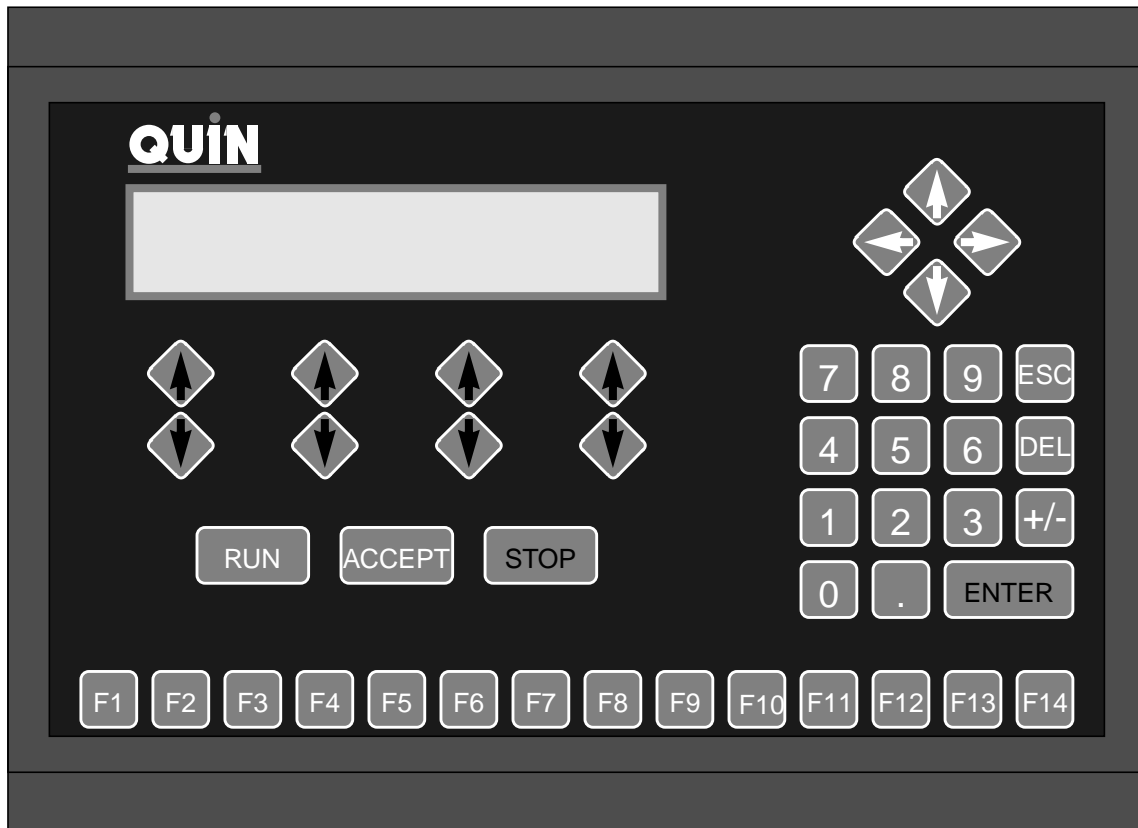 QUIN
7 8 9 ESC
4 5 6 DEL
1 2 3 +/-
RUN ACCEPT STOP
0 . ENTER
F1 F2 F3 F4 F5 F6 F7 F8 F9 F10 F11 F12 F13 F14